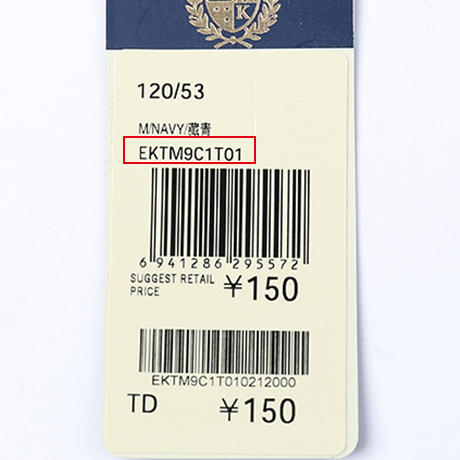 K
120/53
M/NAVY/藏青
EKTM9C1T01
6 941286 295572
SUGGEST RETAIL
PRICE ¥150
EKTM9C1T010212000
TD ¥150